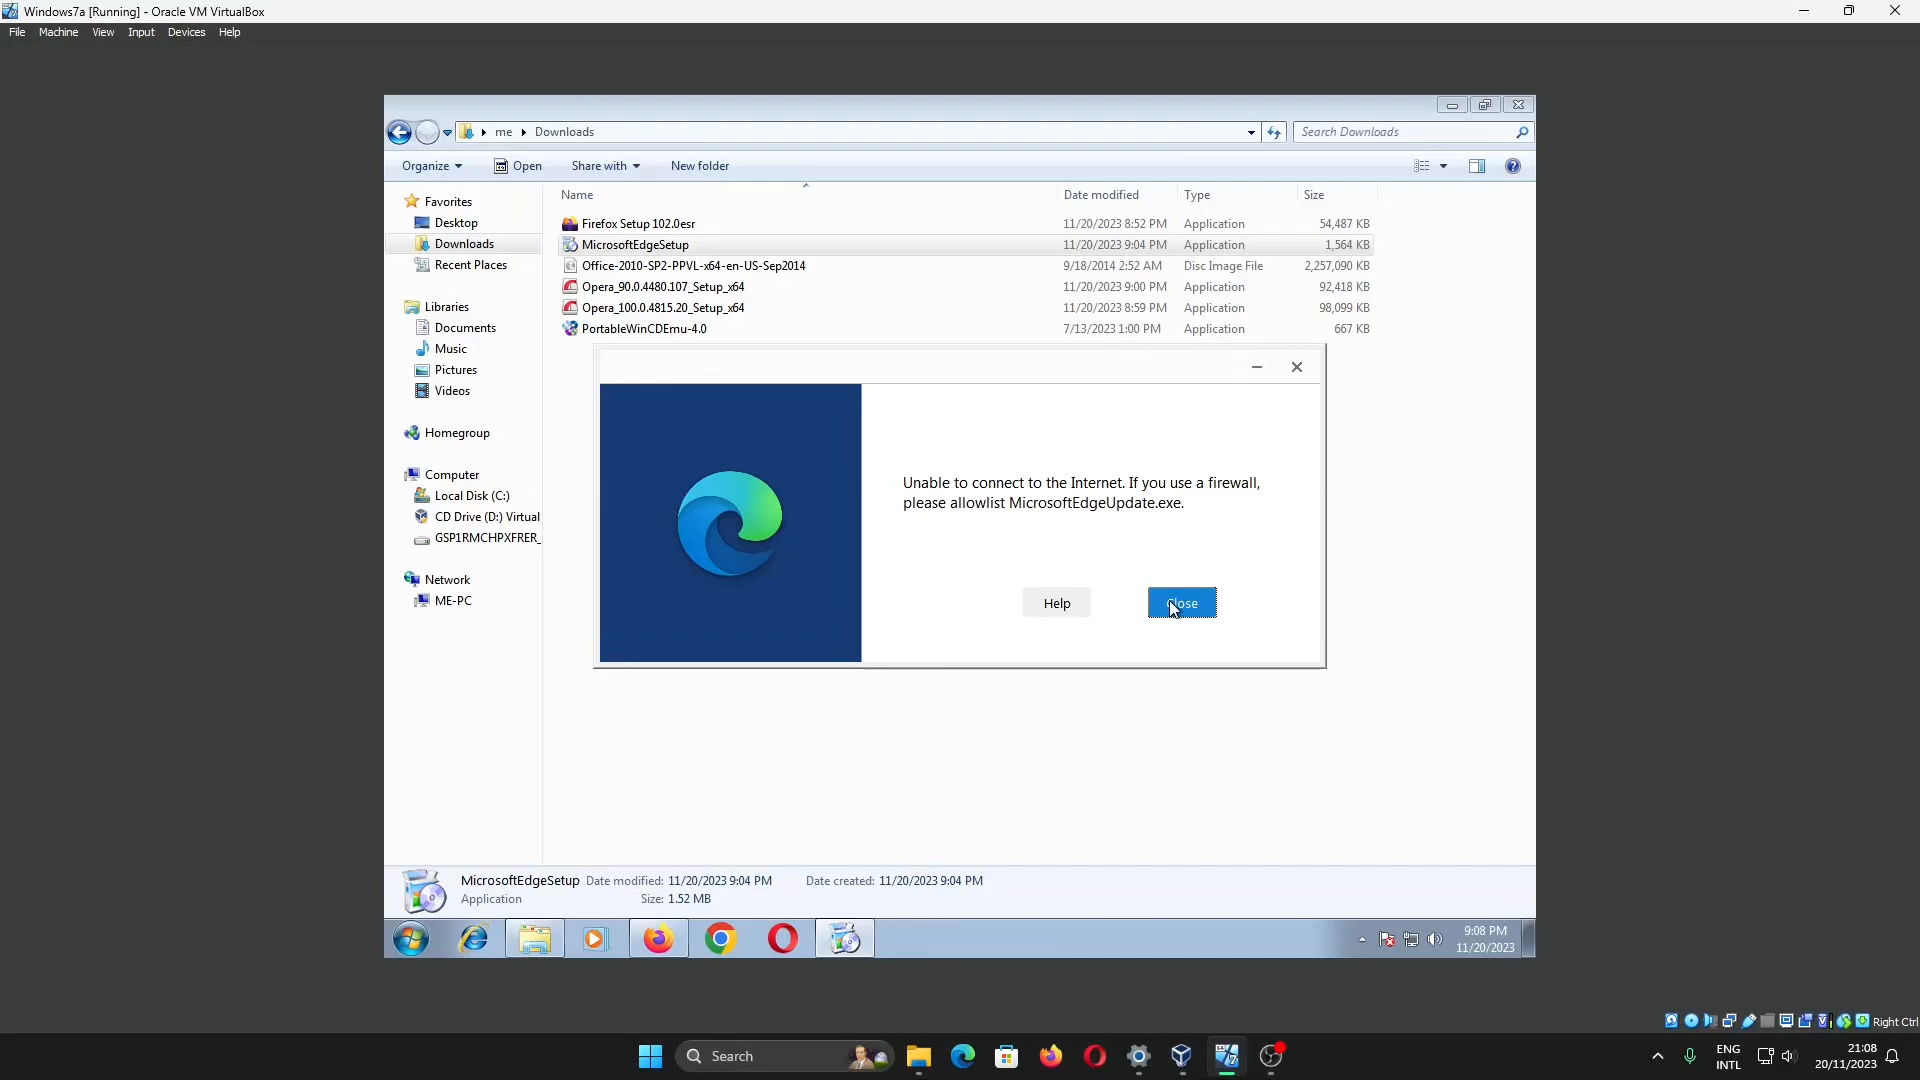 Windows7a [Running] - Oracle VM VirtualBox
File Machine View Input Devices Help
me Downloads Search Downloads
Organize Open Share with New folder
Name Date modified Type Size
Favorites
Desktop
Downloads
Recent Places
Libraries
Documents
Music
Pictures
Videos
Homegroup
Computer
Local Disk (C:)
CD Drive (D:) Virtual
GSP1RMCHPXFRER_
Network
ME-PC
Firefox Setup 102.0esr 11/20/2023 8:52 PM Application 54,487 KB
MicrosoftEdgeSetup 11/20/2023 9:04 PM Application 1,564 KB
Office-2010-SP2-PPVL-x64-en-US-Sep2014 9/18/2014 2:52 AM Disc Image File 2,257,090 KB
Opera_90.0.4480.107_Setup_x64 11/20/2023 9:00 PM Application 92,418 KB
Opera_100.0.4815.20_Setup_x64 11/20/2023 8:59 PM Application 98,099 KB
PortableWinCDEmu-4.0 7/13/2023 1:00 PM Application 667 KB
Unable to connect to the Internet. If you use a firewall,
please allowlist MicrosoftEdgeUpdate.exe.
Help Close
MicrosoftEdgeSetup Date modified: 11/20/2023 9:04 PM Date created: 11/20/2023 9:04 PM
Application Size: 1.52 MB
9:08 PM
11/20/2023
Right Ctrl
Search
ENG
INTL
21:08
20/11/2023